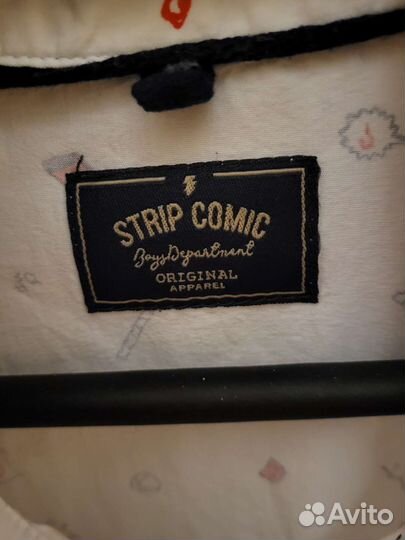 STRIP COMIC
Boys Department
ORIGINAL
APPAREL
Avito